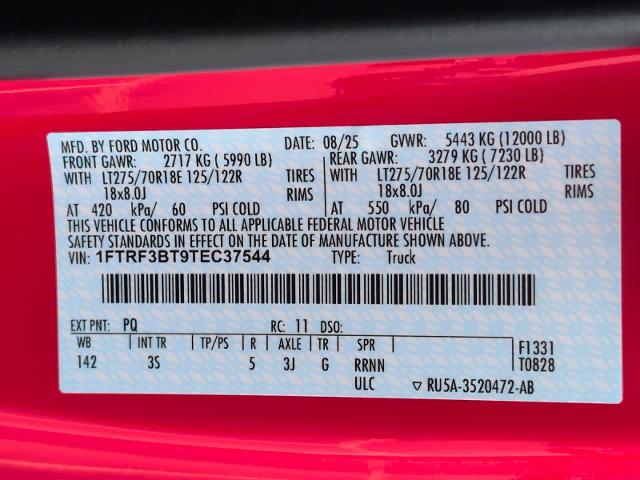 MFD. BY FORD MOTOR CO. DATE: 08/25 GVWR: 5443 KG (12000 LB)
FRONT GAWR: 2717 KG (5990 LB) REAR GAWR: 3279 KG (7230 LB)
WITH LT275/70R18E 125/122R TIRES WITH LT275/70R18E 125/122R TIRES
18x8.0J RIMS 18x8.0J RIMS
AT 420 kPa/ 60 PSI COLD AT 550 kPa/ 80 PSI COLD
THIS VEHICLE CONFORMS TO ALL APPLICABLE FEDERAL MOTOR VEHICLE
SAFETY STANDARDS IN EFFECT ON THE DATE OF MANUFACTURE SHOWN ABOVE.
VIN: 1FTRF3BT9TEC37544 TYPE: Truck
EXT PNT: PQ RC: 11 DSO:
WB INT TR TP/PS R AXLE TR SPR F1331
142 3S 5 3J G RRNN T0828
ULC ▽ RU5A-3520472-AB